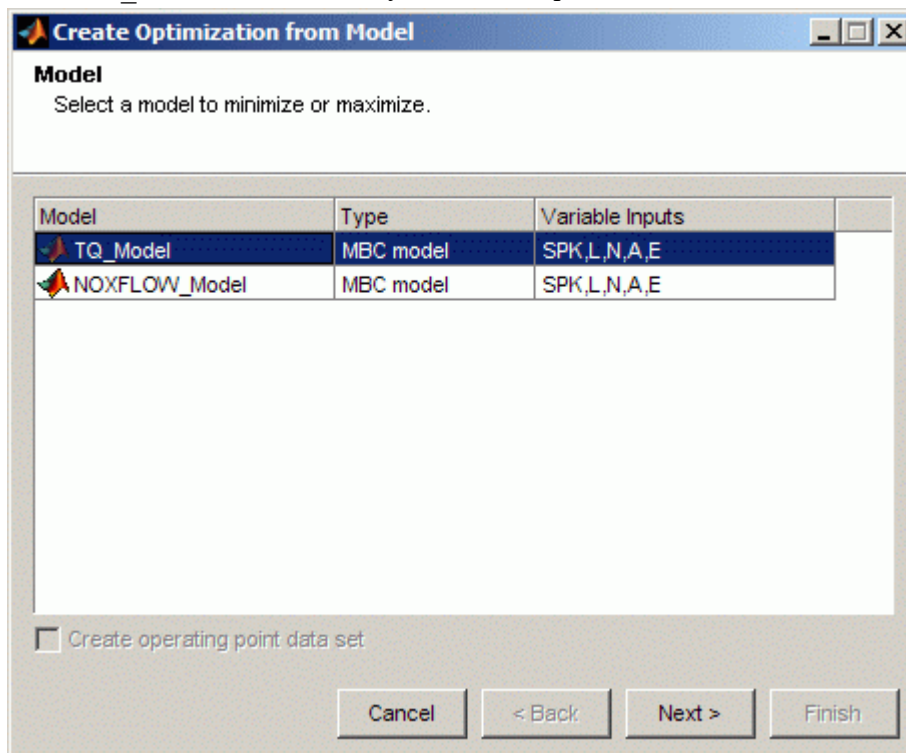 Create Optimization from Model
Model
Select a model to minimize or maximize.
Model Type Variable Inputs
TQ_Model MBC model SPK,L,N,A,E
NOXFLOW_Model MBC model SPK,L,N,A,E
Create operating point data set
Cancel < Back Next > Finish